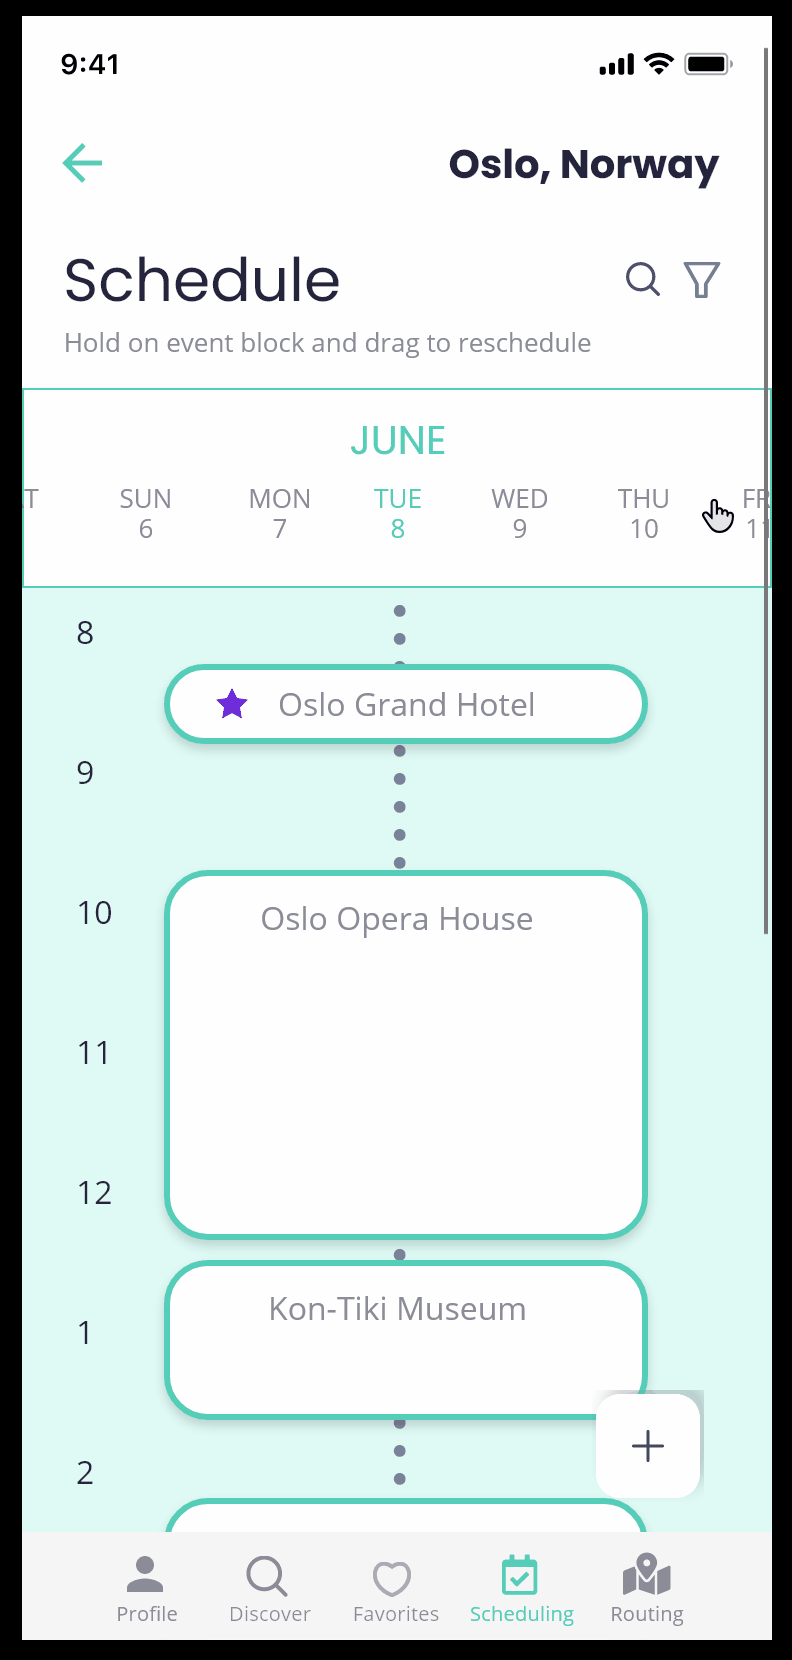 9:41
Oslo, Norway
Schedule
Hold on event block and drag to reschedule
JUNE
T SUN MON TUE WED THU FR
6 7 8 9 10 11
8
Oslo Grand Hotel
9
10
Oslo Opera House
11
12
Kon-Tiki Museum
1
2
Profile Discover Favorites Scheduling Routing